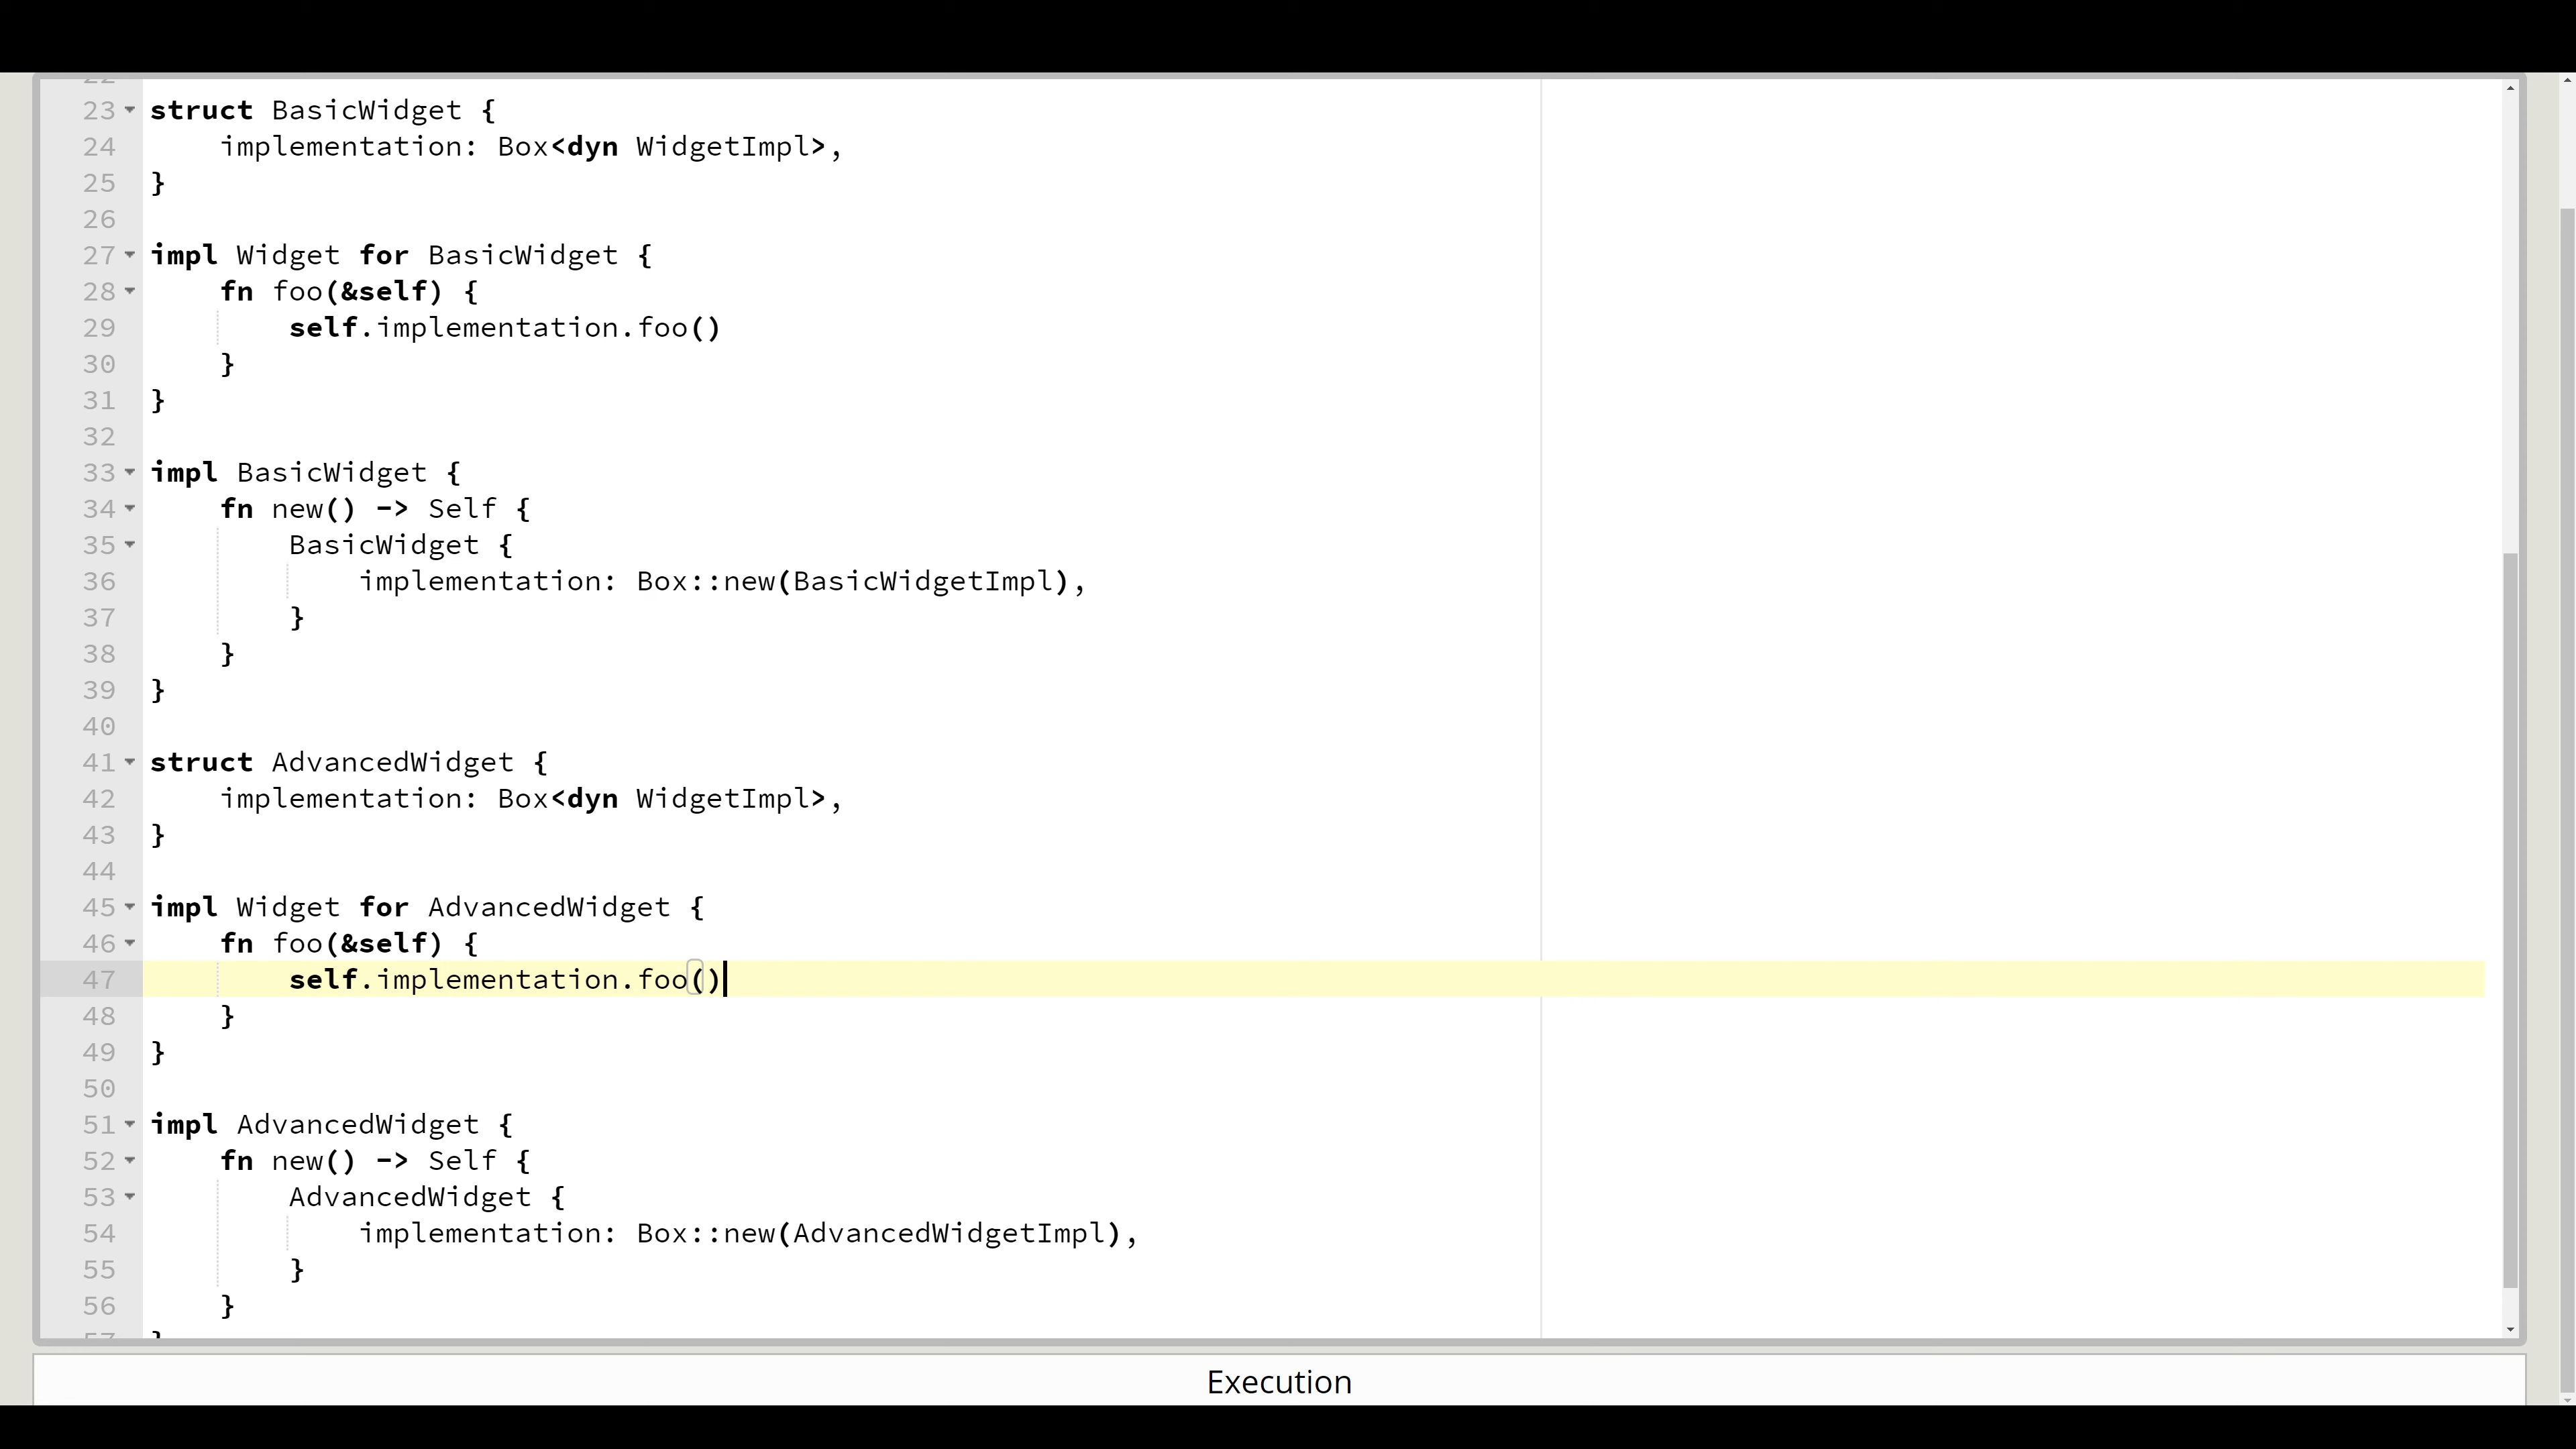 23 struct BasicWidget {
24     implementation: Box<dyn WidgetImpl>,
25 }
26
27 impl Widget for BasicWidget {
28     fn foo(&self) {
29         self.implementation.foo()
30     }
31 }
32
33 impl BasicWidget {
34     fn new() -> Self {
35         BasicWidget {
36             implementation: Box::new(BasicWidgetImpl),
37         }
38     }
39 }
40
41 struct AdvancedWidget {
42     implementation: Box<dyn WidgetImpl>,
43 }
44
45 impl Widget for AdvancedWidget {
46     fn foo(&self) {
47         self.implementation.foo()
48     }
49 }
50
51 impl AdvancedWidget {
52     fn new() -> Self {
53         AdvancedWidget {
54             implementation: Box::new(AdvancedWidgetImpl),
55         }
56     }
Execution